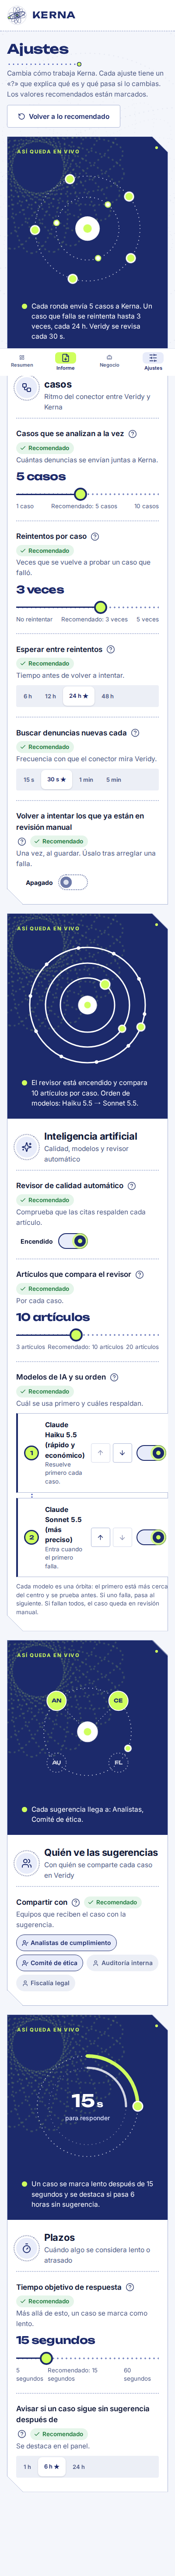 KERNA
Ajustes
Cambia cómo trabaja Kerna. Cada ajuste tiene un
«?» que explica qué es y qué pasa si lo cambias.
Los valores recomendados están marcados.
Volver a lo recomendado
ASÍ QUEDA EN VIVO
Cada ronda envía 5 casos a Kerna. Un
caso que falla se reintenta hasta 3
veces, cada 24 h. Veridy se revisa
cada 30 s.
Resumen
Informe
Negocio
Ajustes
casos
Ritmo del conector entre Veridy y
Kerna
Casos que se analizan a la vez ?
Recomendado
Cuántas denuncias se envían juntas a Kerna.
5 casos
1 caso
Recomendado: 5 casos
10 casos
Reintentos por caso ?
Recomendado
Veces que se vuelve a probar un caso que
falló.
3 veces
No reintentar
Recomendado: 3 veces
5 veces
Esperar entre reintentos ?
Recomendado
Tiempo antes de volver a intentar.
6 h
12 h
24 h ★
48 h
Buscar denuncias nuevas cada ?
Recomendado
Frecuencia con que el conector mira Veridy.
15 s
30 s ★
1 min
5 min
Volver a intentar los que ya están en
revisión manual
? Recomendado
Una vez, al guardar. Úsalo tras arreglar una
falla.
Apagado
ASÍ QUEDA EN VIVO
El revisor está encendido y compara
10 artículos por caso. Orden de
modelos: Haiku 5.5 → Sonnet 5.5.
Inteligencia artificial
Calidad, modelos y revisor
automático
Revisor de calidad automático ?
Recomendado
Comprueba que las citas respalden cada
artículo.
Encendido
Artículos que compara el revisor ?
Recomendado
Por cada caso.
10 artículos
3 artículos
Recomendado: 10 artículos
20 artículos
Modelos de IA y su orden ?
Recomendado
Cuál se usa primero y cuáles respaldan.
1
Claude
Haiku 5.5
(rápido y
económico)
Resuelve
primero cada
caso.
↑
↓
2
Claude
Sonnet 5.5
(más
preciso)
Entra cuando
el primero
falla.
↑
↓
Cada modelo es una órbita: el primero está más cerca
del centro y se prueba antes. Si uno falla, pasa al
siguiente. Si fallan todos, el caso queda en revisión
manual.
ASÍ QUEDA EN VIVO
AN
CE
AU
FL
Cada sugerencia llega a: Analistas,
Comité de ética.
Quién ve las sugerencias
Con quién se comparte cada caso
en Veridy
Compartir con ? Recomendado
Equipos que reciben el caso con la
sugerencia.
Analistas de cumplimiento
Comité de ética
Auditoría interna
Fiscalía legal
ASÍ QUEDA EN VIVO
15 s
para responder
Un caso se marca lento después de 15
segundos y se destaca si pasa 6
horas sin sugerencia.
Plazos
Cuándo algo se considera lento o
atrasado
Tiempo objetivo de respuesta ?
Recomendado
Más allá de esto, un caso se marca como
lento.
15 segundos
5
segundos
Recomendado: 15
segundos
60
segundos
Avisar si un caso sigue sin sugerencia
después de
? Recomendado
Se destaca en el panel.
1 h
6 h ★
24 h